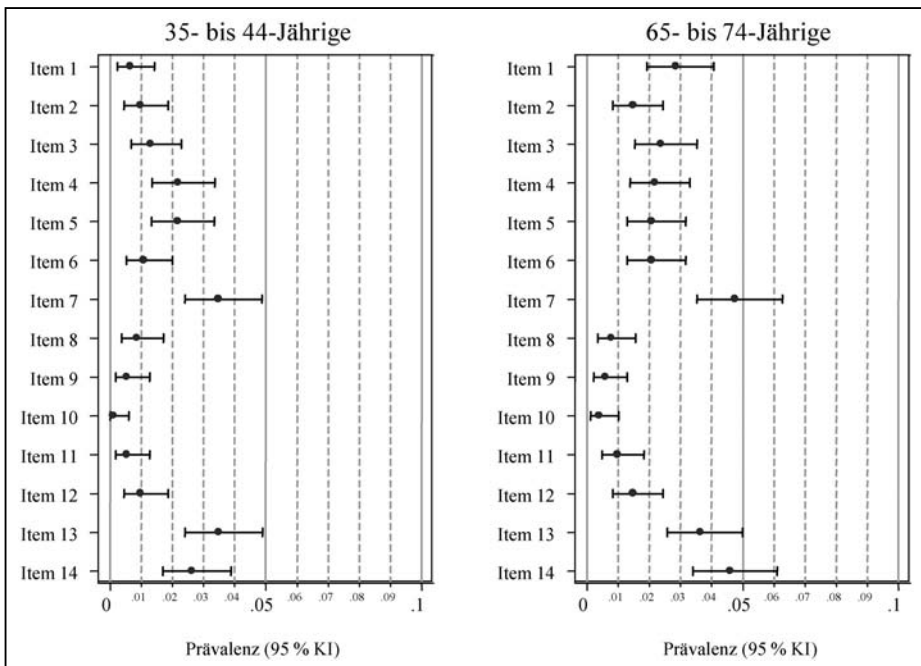 35- bis 44-Jährige
Item 1
Item 2
Item 3
Item 4
Item 5
Item 6
Item 7
Item 8
Item 9
Item 10
Item 11
Item 12
Item 13
Item 14
0 .01 .02 .03 .04 .05 .06 .07 .08 .09 .1
Prävalenz (95 % KI)
65- bis 74-Jährige
Item 1
Item 2
Item 3
Item 4
Item 5
Item 6
Item 7
Item 8
Item 9
Item 10
Item 11
Item 12
Item 13
Item 14
0 .01 .02 .03 .04 .05 .06 .07 .08 .09 .1
Prävalenz (95 % KI)